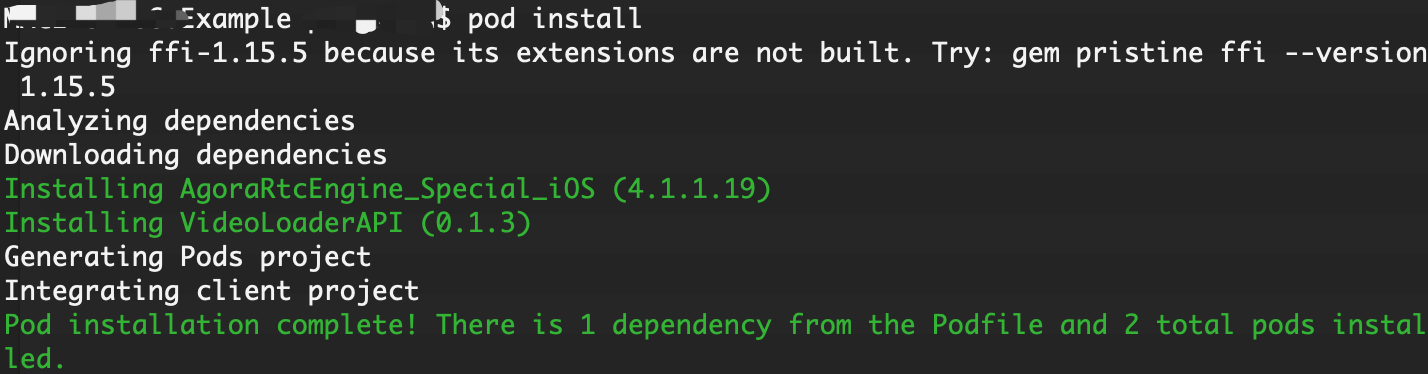 Example $ pod install
Ignoring ffi-1.15.5 because its extensions are not built. Try: gem pristine ffi --version
1.15.5
Analyzing dependencies
Downloading dependencies
Installing AgoraRtcEngine_Special_iOS (4.1.1.19)
Installing VideoLoaderAPI (0.1.3)
Generating Pods project
Integrating client project
Pod installation complete! There is 1 dependency from the Podfile and 2 total pods instal
led.